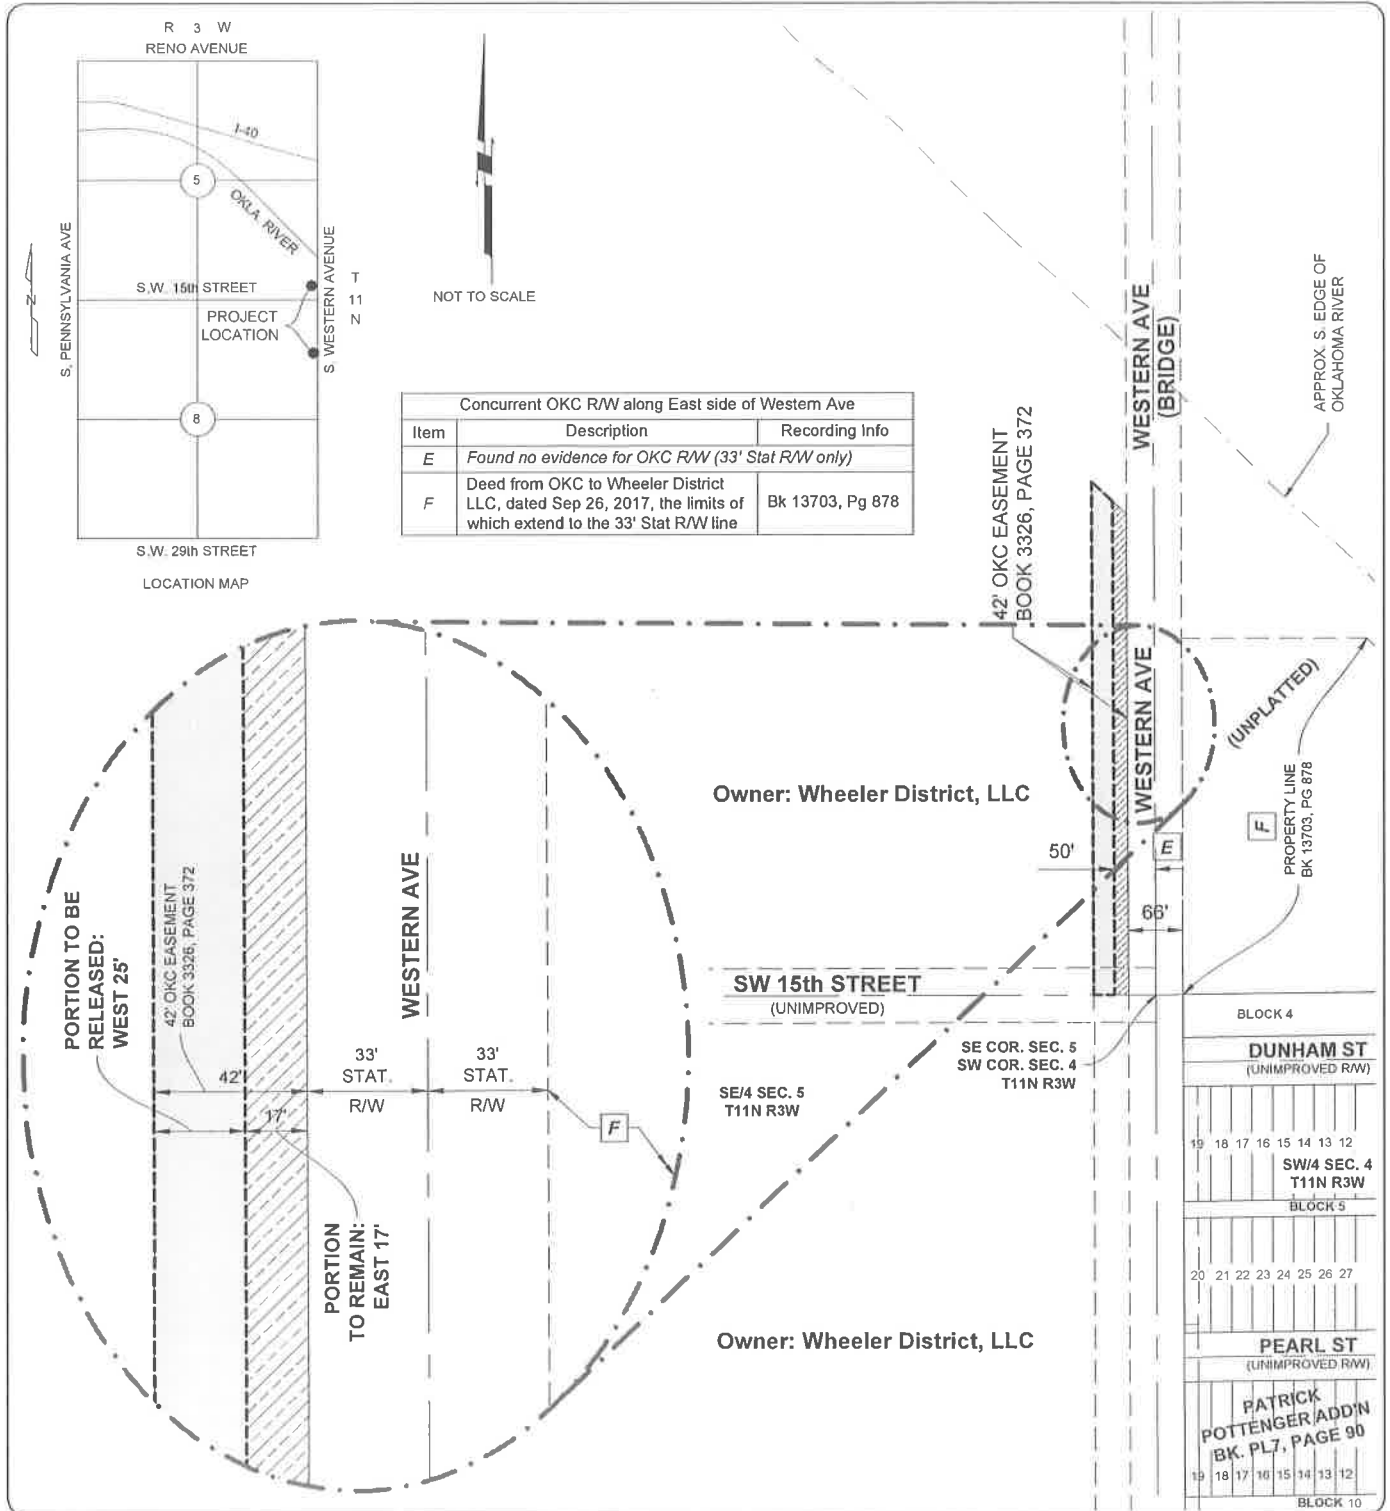 R 3 W
RENO AVENUE
I-40
5
OKLA. RIVER
S. PENNSYLVANIA AVE
S. WESTERN AVENUE
T
11
N
S.W. 15th STREET
PROJECT
LOCATION
N
8
S.W. 29th STREET
LOCATION MAP
NOT TO SCALE
Concurrent OKC R/W along East side of Western Ave
Item Description Recording Info
E Found no evidence for OKC R/W (33' Stat R/W only)
F Deed from OKC to Wheeler District
LLC, dated Sep 26, 2017, the limits of
which extend to the 33' Stat R/W line
Bk 13703, Pg 878
WESTERN AVE
(BRIDGE)
APPROX. S. EDGE OF
OKLAHOMA RIVER
42' OKC EASEMENT
BOOK 3326, PAGE 372
WESTERN AVE
(UNPLATTED)
PROPERTY LINE
BK 13703, PG 878
F
Owner: Wheeler District, LLC
50'
E
66'
PORTION TO BE
RELEASED:
WEST 25'
42' OKC EASEMENT
BOOK 3326, PAGE 372
WESTERN AVE
42'
17'
33'
STAT.
R/W
33'
STAT.
R/W
F
PORTION
TO REMAIN:
EAST 17'
SW 15th STREET
(UNIMPROVED)
SE COR. SEC. 5
SW COR. SEC. 4
T11N R3W
SE/4 SEC. 5
T11N R3W
BLOCK 4
DUNHAM ST
(UNIMPROVED R/W)
19 18 17 16 15 14 13 12
SW/4 SEC. 4
T11N R3W
BLOCK 5
20 21 22 23 24 25 26 27
Owner: Wheeler District, LLC
PEARL ST
(UNIMPROVED R/W)
PATRICK
POTTENGER ADD'N
BK. PL7, PAGE 90
19 18 17 16 15 14 13 12
BLOCK 10